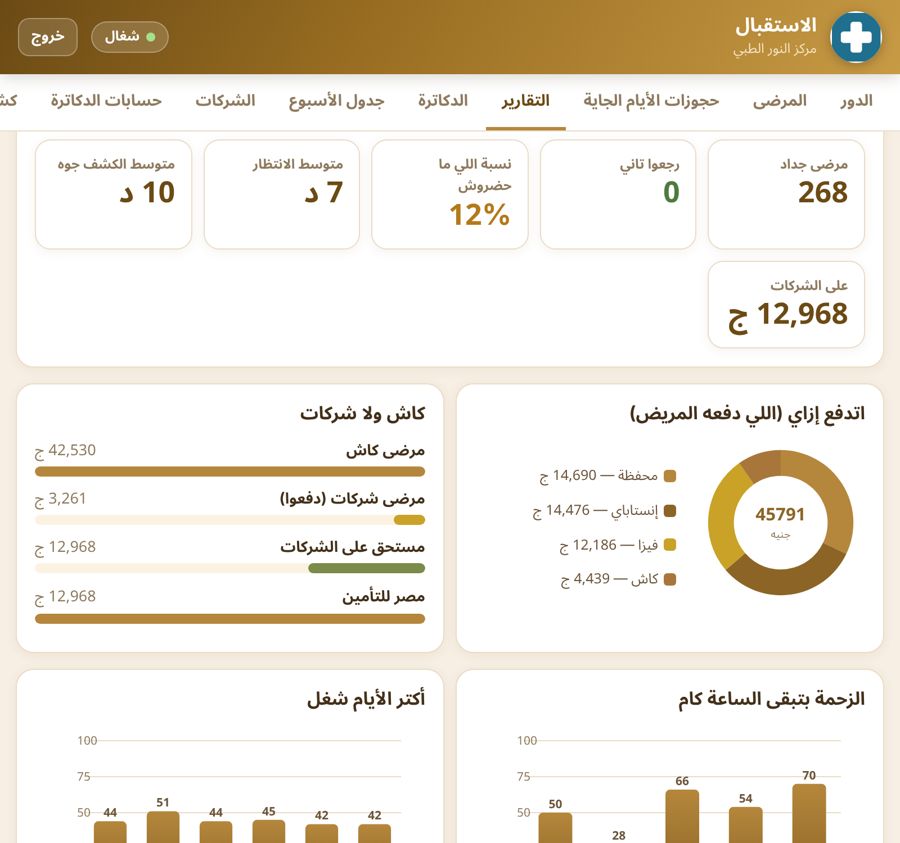 الاستقبال
مركز النور الطبي
شغال
خروج
الدور
المرضى
حجوزات الأيام الجاية
التقارير
الدكاترة
جدول الأسبوع
الشركات
حسابات الدكاترة
مرضى جداد
268
رجعوا تاني
0
نسبة اللي ما
حضروش
12%
متوسط الانتظار
7 د
متوسط الكشف جوه
10 د
على الشركات
12,968 ج
اتدفع إزاي (اللي دفعه المريض)
45791
جنيه
محفظة — 14,690 ج
إنستاباي — 14,476 ج
فيزا — 12,186 ج
كاش — 4,439 ج
كاش ولا شركات
مرضى كاش 42,530 ج
مرضى شركات (دفعوا) 3,261 ج
مستحق على الشركات 12,968 ج
مصر للتأمين 12,968 ج
الزحمة بتبقى الساعة كام
100
75
50
50
28
66
54
70
أكتر الأيام شغل
100
75
50
44
51
44
45
42
42